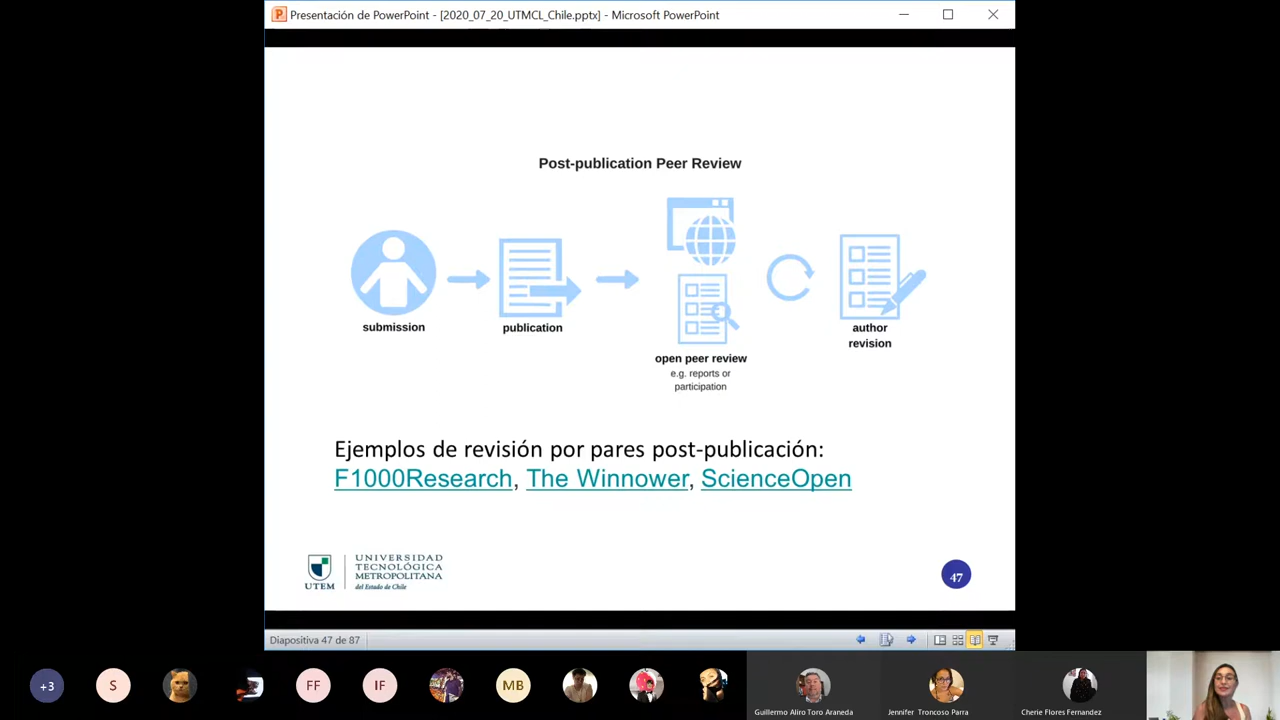 Presentación de PowerPoint - [2020_07_20_UTMCL_Chile.pptx] - Microsoft PowerPoint
Post-publication Peer Review
submission
publication
open peer review
e.g. reports or
participation
author
revision
Ejemplos de revisión por pares post-publicación:
F1000Research, The Winnower, ScienceOpen
UTEM
UNIVERSIDAD
TECNOLÓGICA
METROPOLITANA
del Estado de Chile
47
Diapositiva 47 de 87
+3
S
FF
IF
MB
Guillermo Aliro Toro Araneda
Jennifer Troncoso Parra
Cherie Flores Fernandez